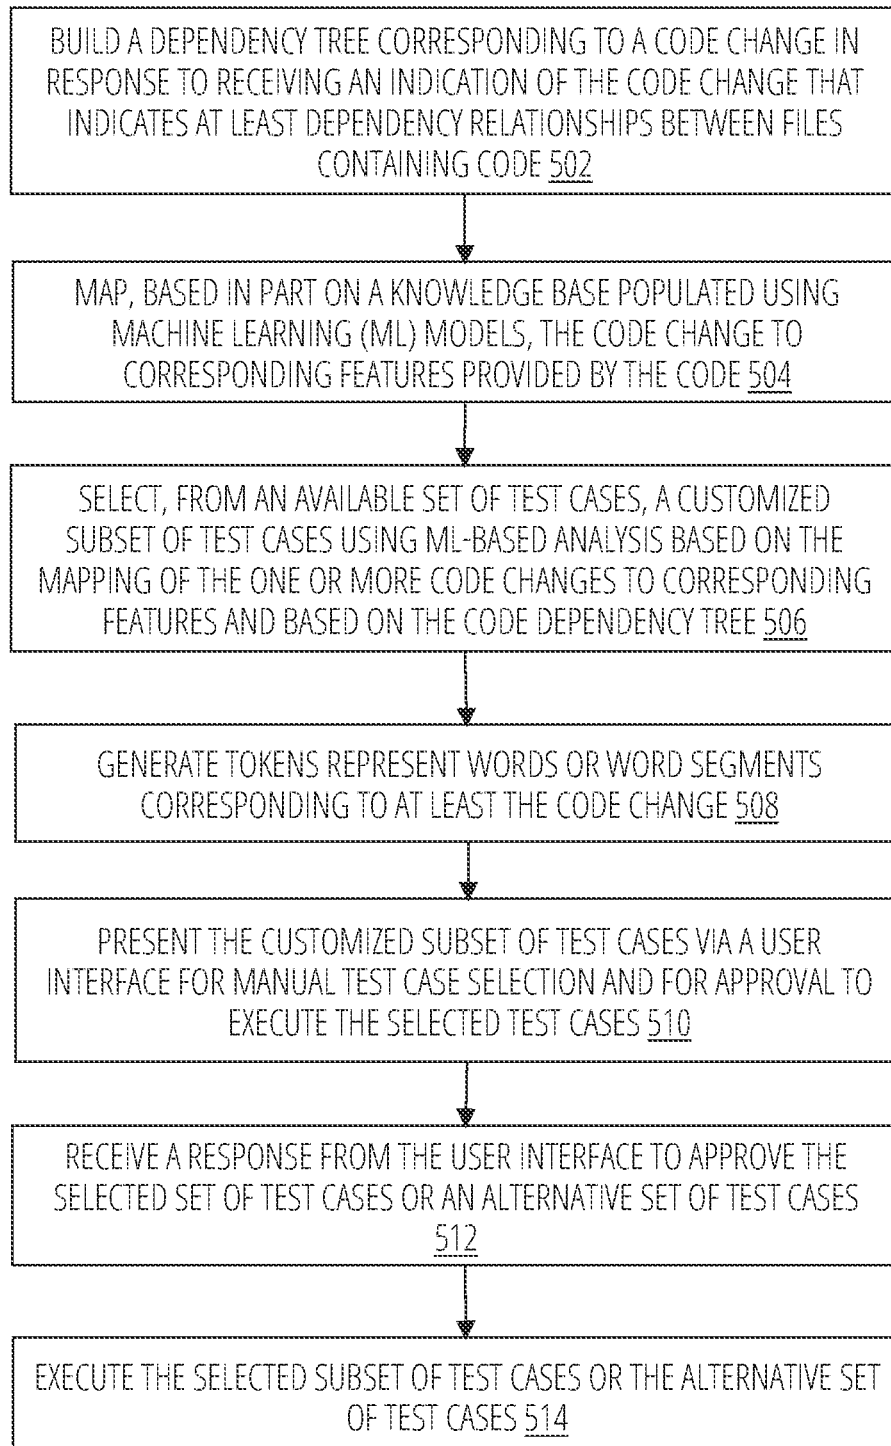 BUILD A DEPENDENCY TREE CORRESPONDING TO A CODE CHANGE IN
RESPONSE TO RECEIVING AN INDICATION OF THE CODE CHANGE THAT
INDICATES AT LEAST DEPENDENCY RELATIONSHIPS BETWEEN FILES
CONTAINING CODE 502
MAP, BASED IN PART ON A KNOWLEDGE BASE POPULATED USING
MACHINE LEARNING (ML) MODELS, THE CODE CHANGE TO
CORRESPONDING FEATURES PROVIDED BY THE CODE 504
SELECT, FROM AN AVAILABLE SET OF TEST CASES, A CUSTOMIZED
SUBSET OF TEST CASES USING ML-BASED ANALYSIS BASED ON THE
MAPPING OF THE ONE OR MORE CODE CHANGES TO CORRESPONDING
FEATURES AND BASED ON THE CODE DEPENDENCY TREE 506
GENERATE TOKENS REPRESENT WORDS OR WORD SEGMENTS
CORRESPONDING TO AT LEAST THE CODE CHANGE 508
PRESENT THE CUSTOMIZED SUBSET OF TEST CASES VIA A USER
INTERFACE FOR MANUAL TEST CASE SELECTION AND FOR APPROVAL TO
EXECUTE THE SELECTED TEST CASES 510
RECEIVE A RESPONSE FROM THE USER INTERFACE TO APPROVE THE
SELECTED SET OF TEST CASES OR AN ALTERNATIVE SET OF TEST CASES
512
EXECUTE THE SELECTED SUBSET OF TEST CASES OR THE ALTERNATIVE SET
OF TEST CASES 514